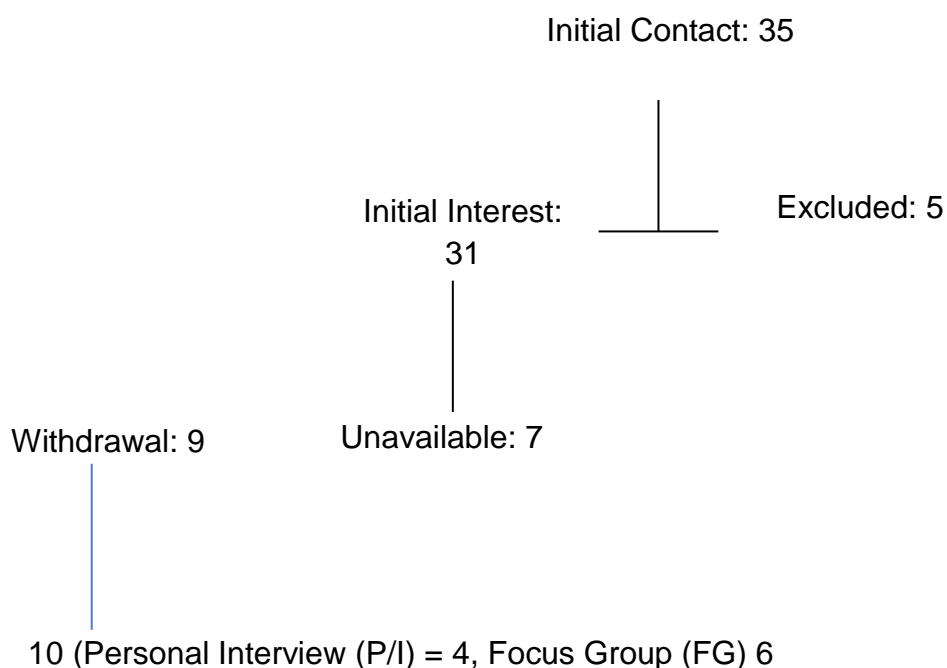 Initial Contact: 35
Initial Interest:
31
Excluded: 5
Withdrawal: 9
Unavailable: 7
10 (Personal Interview (P/I) = 4, Focus Group (FG) 6